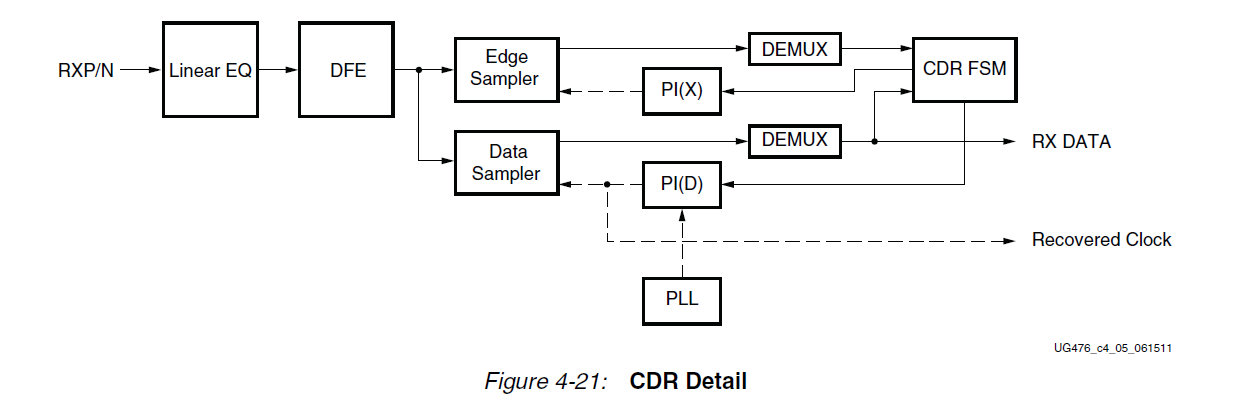 RXP/N
Linear EQ
DFE
Edge
Sampler
DEMUX
CDR FSM
PI(X)
Data
Sampler
DEMUX
RX DATA
PI(D)
Recovered Clock
PLL
UG476_c4_05_061511
Figure 4-21: CDR Detail